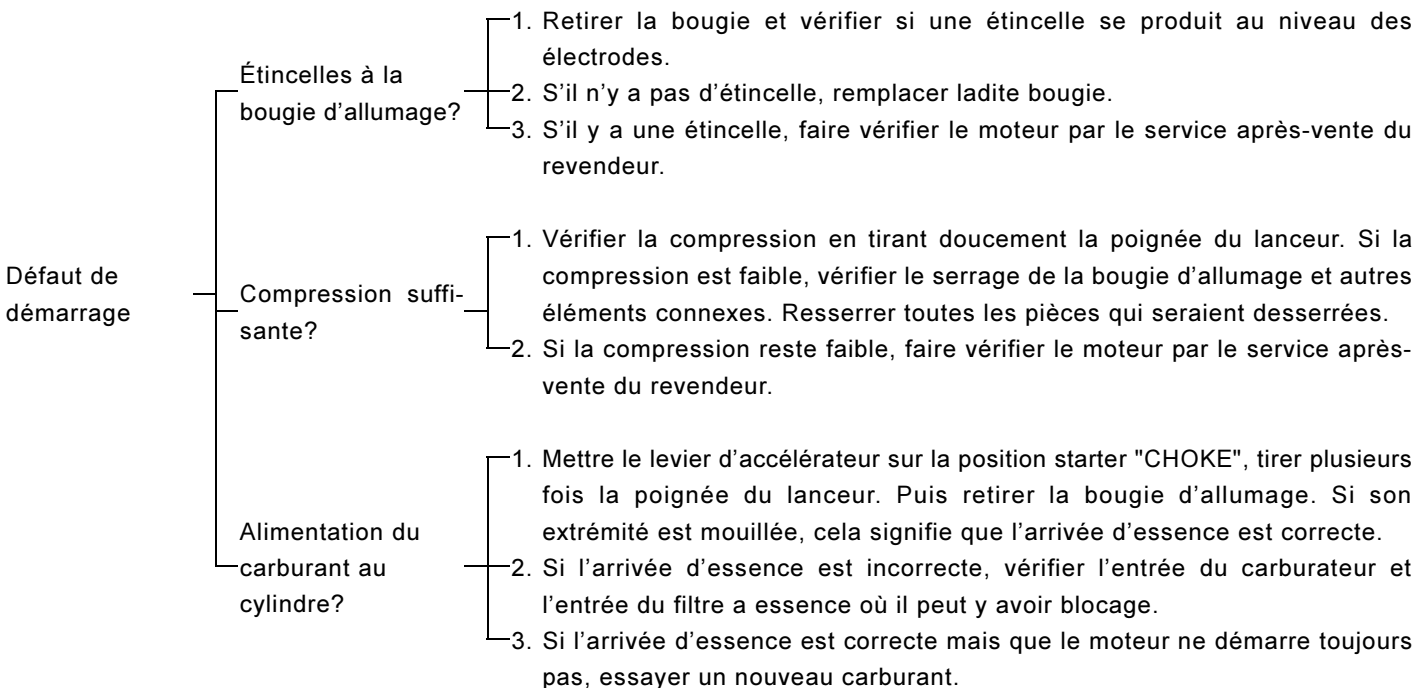 Défaut de
démarrage
Étincelles à la
bougie d’allumage?
1. Retirer la bougie et vérifier si une étincelle se produit au niveau des
électrodes.
2. S’il n’y a pas d’étincelle, remplacer ladite bougie.
3. S’il y a une étincelle, faire vérifier le moteur par le service après-vente du
revendeur.
Compression suffi-
sante?
1. Vérifier la compression en tirant doucement la poignée du lanceur. Si la
compression est faible, vérifier le serrage de la bougie d’allumage et autres
éléments connexes. Resserrer toutes les pièces qui seraient desserrées.
2. Si la compression reste faible, faire vérifier le moteur par le service après-
vente du revendeur.
Alimentation du
carburant au
cylindre?
1. Mettre le levier d’accélérateur sur la position starter "CHOKE", tirer plusieurs
fois la poignée du lanceur. Puis retirer la bougie d’allumage. Si son
extrémité est mouillée, cela signifie que l’arrivée d’essence est correcte.
2. Si l’arrivée d’essence est incorrecte, vérifier l’entrée du carburateur et
l’entrée du filtre a essence où il peut y avoir blocage.
3. Si l’arrivée d’essence est correcte mais que le moteur ne démarre toujours
pas, essayer un nouveau carburant.